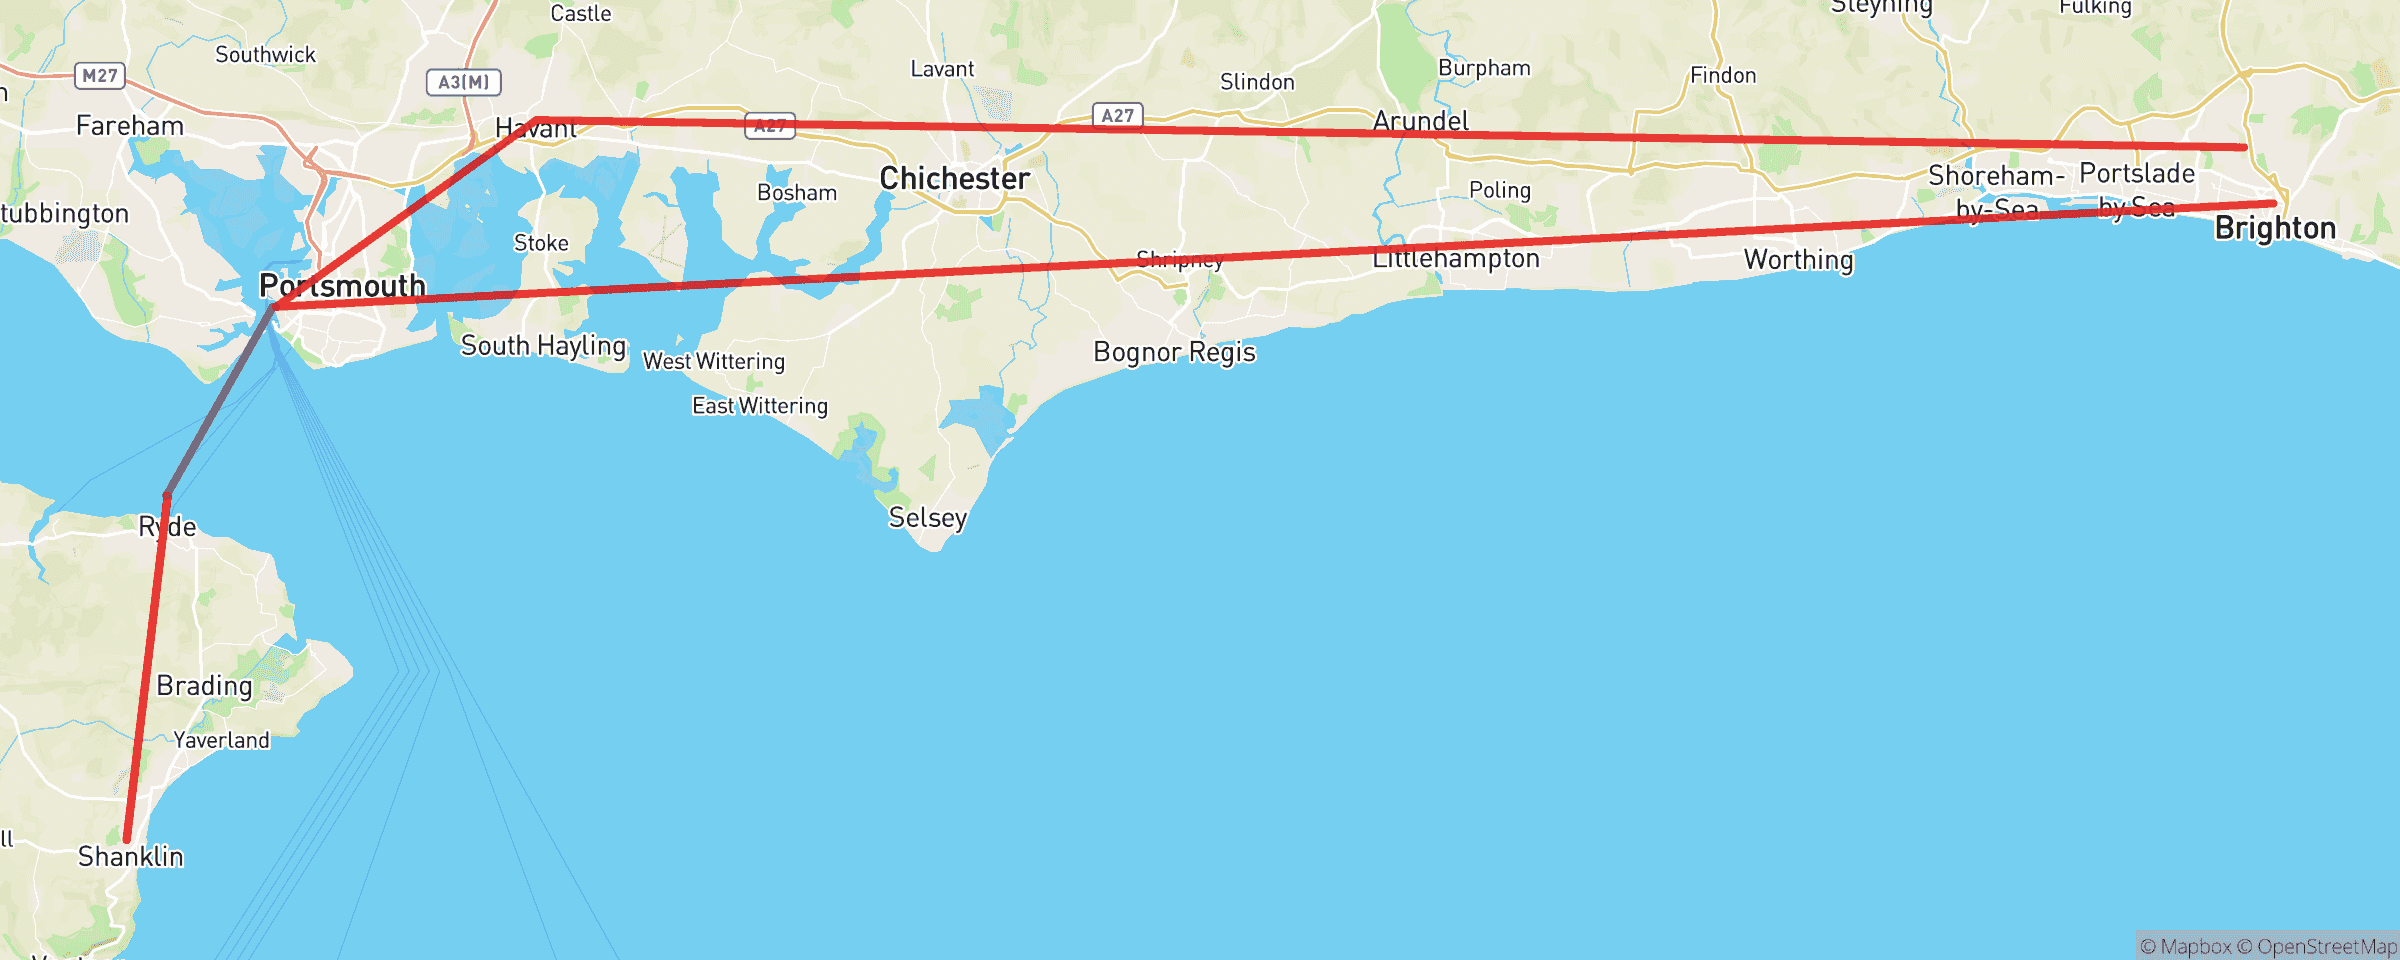 Castle
Steyning
Fulking
Southwick
M27
A3(M)
Lavant
Slindon
Burpham
Findon
Fareham
Havant
A27
A27
Arundel
Chichester
Bosham
Poling
Shoreham-
by-Sea
Portslade
by Sea
tubbington
Stoke
Brighton
Portsmouth
Shripney
Littlehampton
Worthing
South Hayling
West Wittering
Bognor Regis
East Wittering
Selsey
Ryde
Brading
Yaverland
ll
Shanklin
© Mapbox © OpenStreetMap